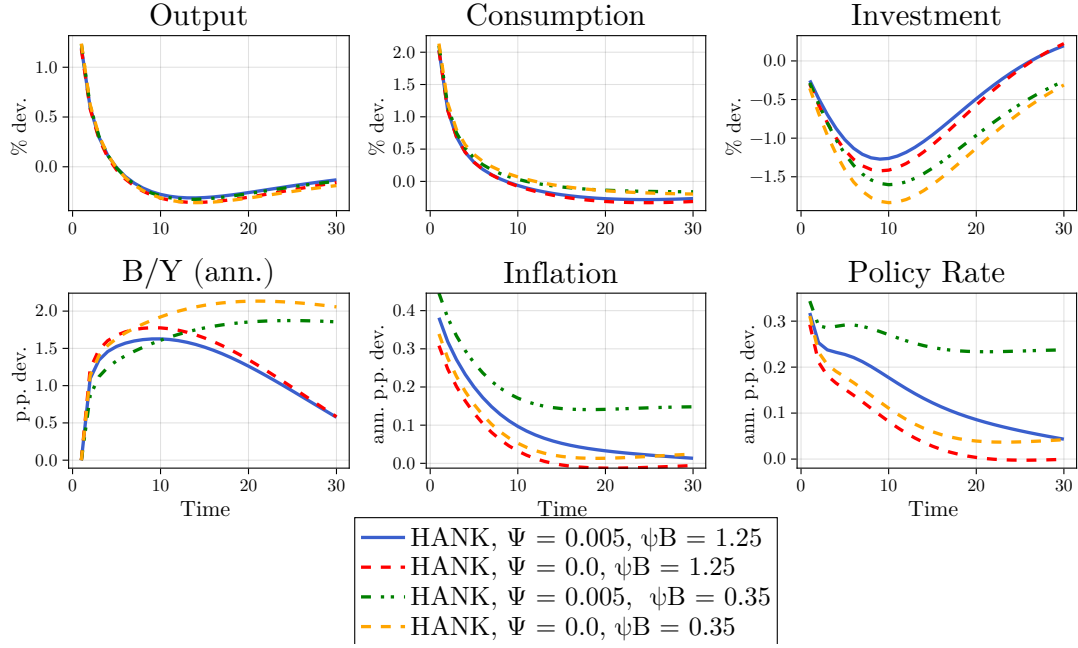 Output
Consumption
Investment
% dev.
1.0
0.5
0.0
0
10
20
30
% dev.
2.0
1.5
1.0
0.5
0.0
0
10
20
30
% dev.
0.0
−0.5
−1.0
−1.5
0
10
20
30
B/Y (ann.)
Inflation
Policy Rate
p.p. dev.
2.0
1.5
1.0
0.5
0.0
0
10
20
30
Time
ann. p.p. dev.
0.4
0.3
0.2
0.1
0.0
0
10
20
30
Time
ann. p.p. dev.
0.3
0.2
0.1
0.0
0
10
20
30
Time
HANK, Ψ = 0.005, ψB = 1.25
HANK, Ψ = 0.0, ψB = 1.25
HANK, Ψ = 0.005, ψB = 0.35
HANK, Ψ = 0.0, ψB = 0.35